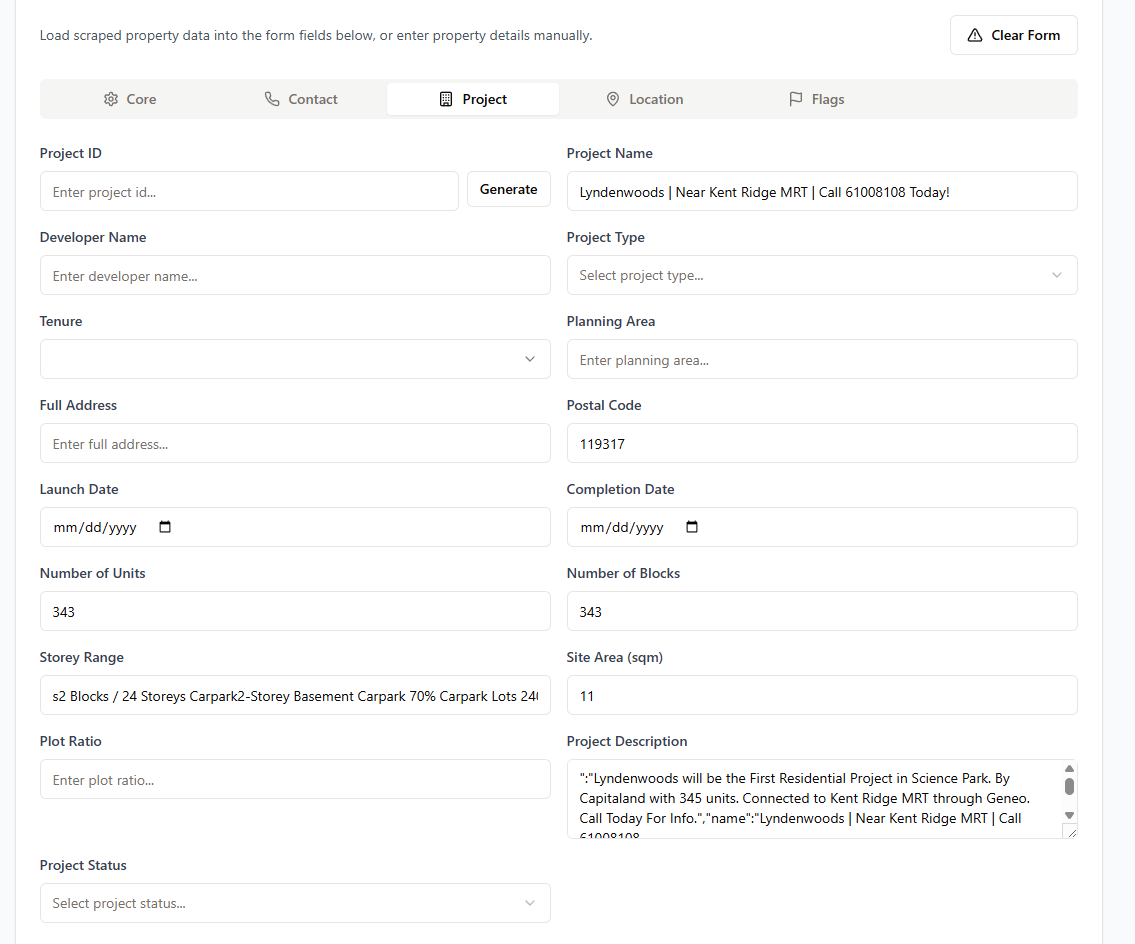 Load scraped property data into the form fields below, or enter property details manually.
Clear Form
Core
Contact
Project
Location
Flags
Project ID
Enter project id...
Generate
Project Name
Lyndenwoods | Near Kent Ridge MRT | Call 61008108 Today!
Developer Name
Enter developer name...
Project Type
Select project type...
Tenure
Planning Area
Enter planning area...
Full Address
Enter full address...
Postal Code
119317
Launch Date
mm/dd/yyyy
Completion Date
mm/dd/yyyy
Number of Units
343
Number of Blocks
343
Storey Range
s2 Blocks / 24 Storeys Carpark2-Storey Basement Carpark 70% Carpark Lots 24
Site Area (sqm)
11
Plot Ratio
Enter plot ratio...
Project Description
":"Lyndenwoods will be the First Residential Project in Science Park. By
Capitaland with 345 units. Connected to Kent Ridge MRT through Geneo.
Call Today For Info.","name":"Lyndenwoods | Near Kent Ridge MRT | Call
61008108
Project Status
Select project status...